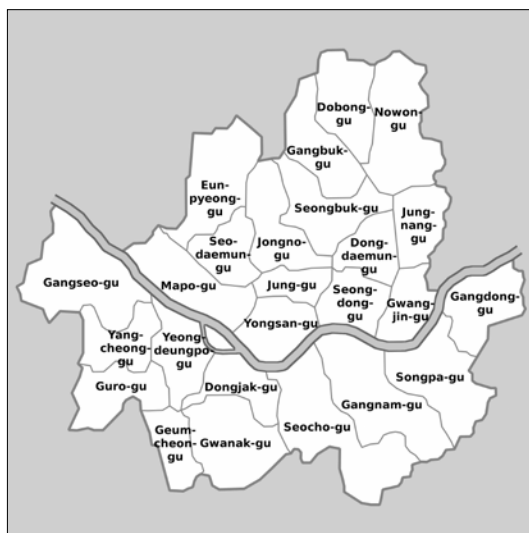 Dobong-
gu
Nowon-
gu
Gangbuk-
gu
Eun-
pyeong-
gu
Seongbuk-gu
Jung-
nang-
gu
Seo-
daemun-
gu
Jongno-
gu
Dong-
daemun-
gu
Gangseo-gu
Mapo-gu
Jung-gu
Seong-
dong-
gu
Gwang-
jin-gu
Gangdong-
gu
Yongsan-gu
Yang-
cheong-
gu
Yeong-
deungpo-
gu
Guro-gu
Dongjak-gu
Songpa-gu
Gangnam-gu
Geum-
cheon-
gu
Gwanak-gu
Seocho-gu